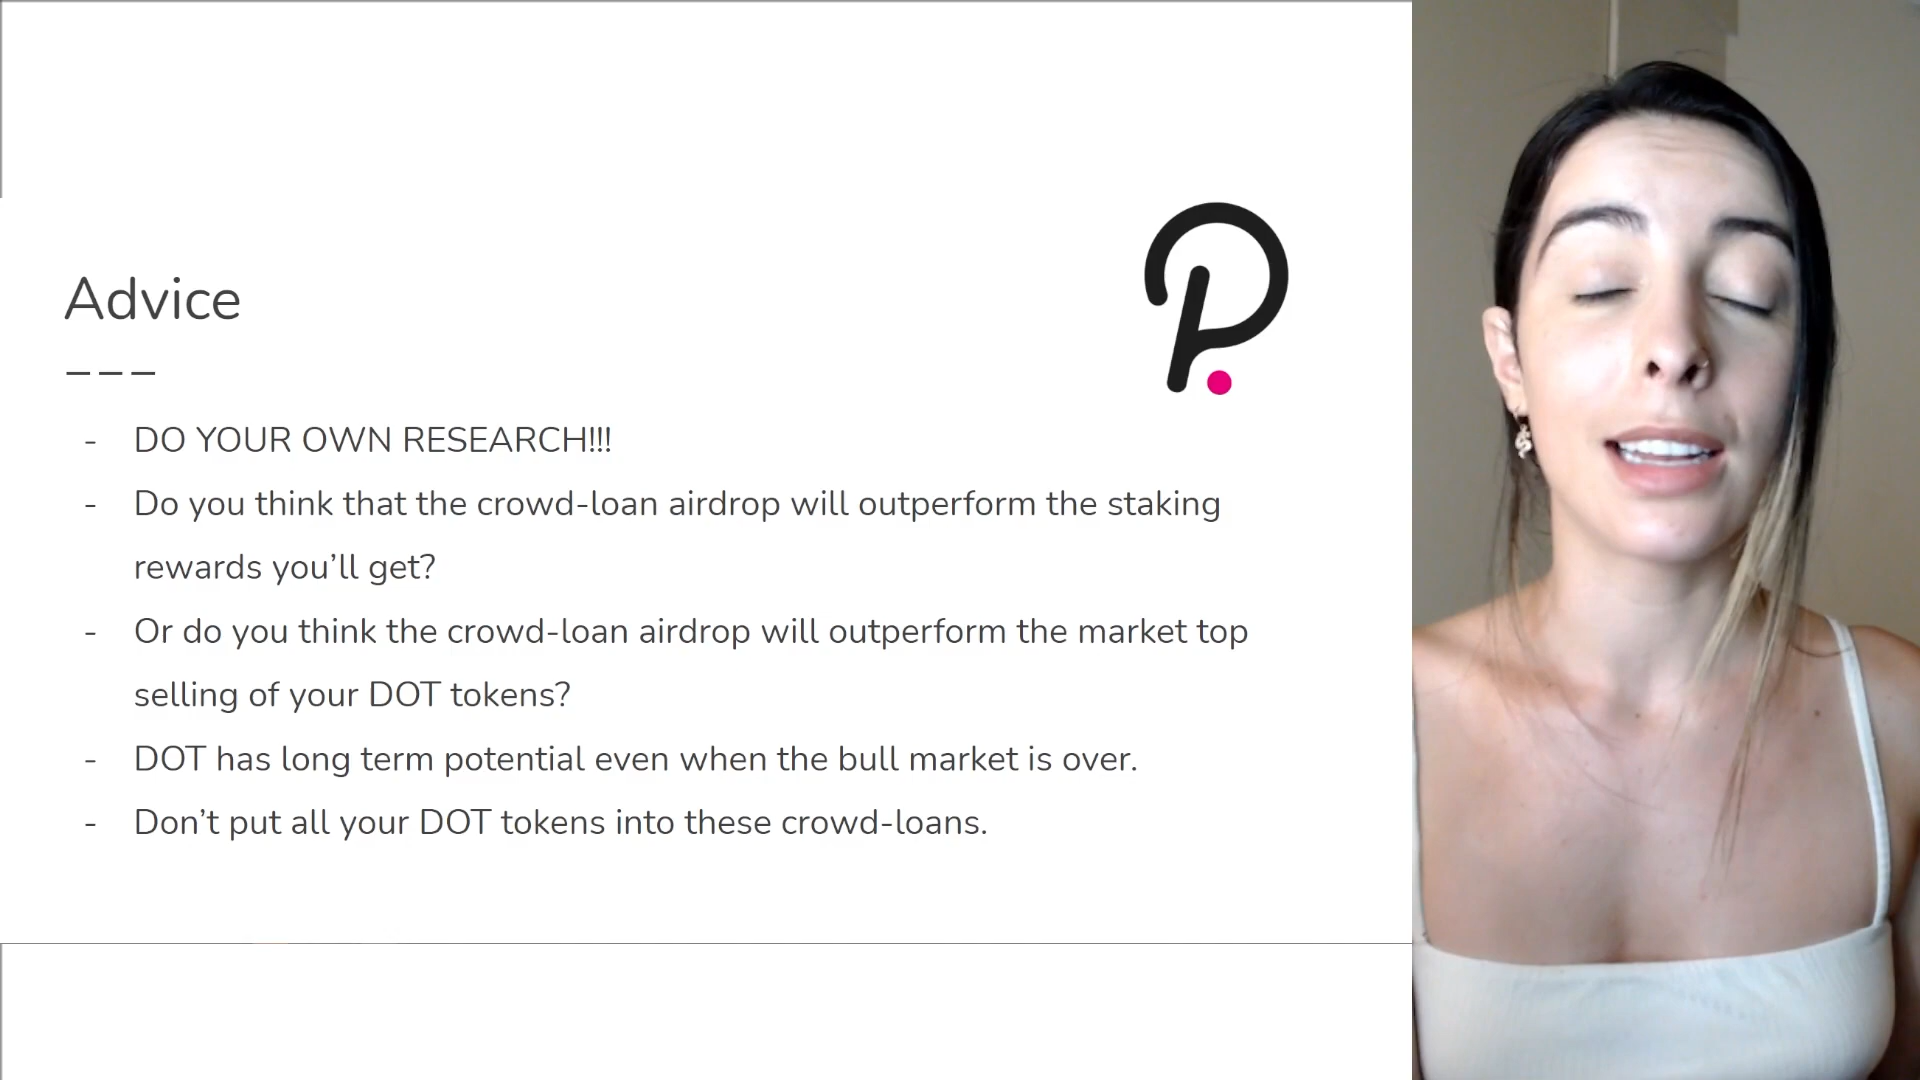 Advice
- DO YOUR OWN RESEARCH!!!
- Do you think that the crowd-loan airdrop will outperform the staking
rewards you’ll get?
- Or do you think the crowd-loan airdrop will outperform the market top
selling of your DOT tokens?
- DOT has long term potential even when the bull market is over.
- Don’t put all your DOT tokens into these crowd-loans.